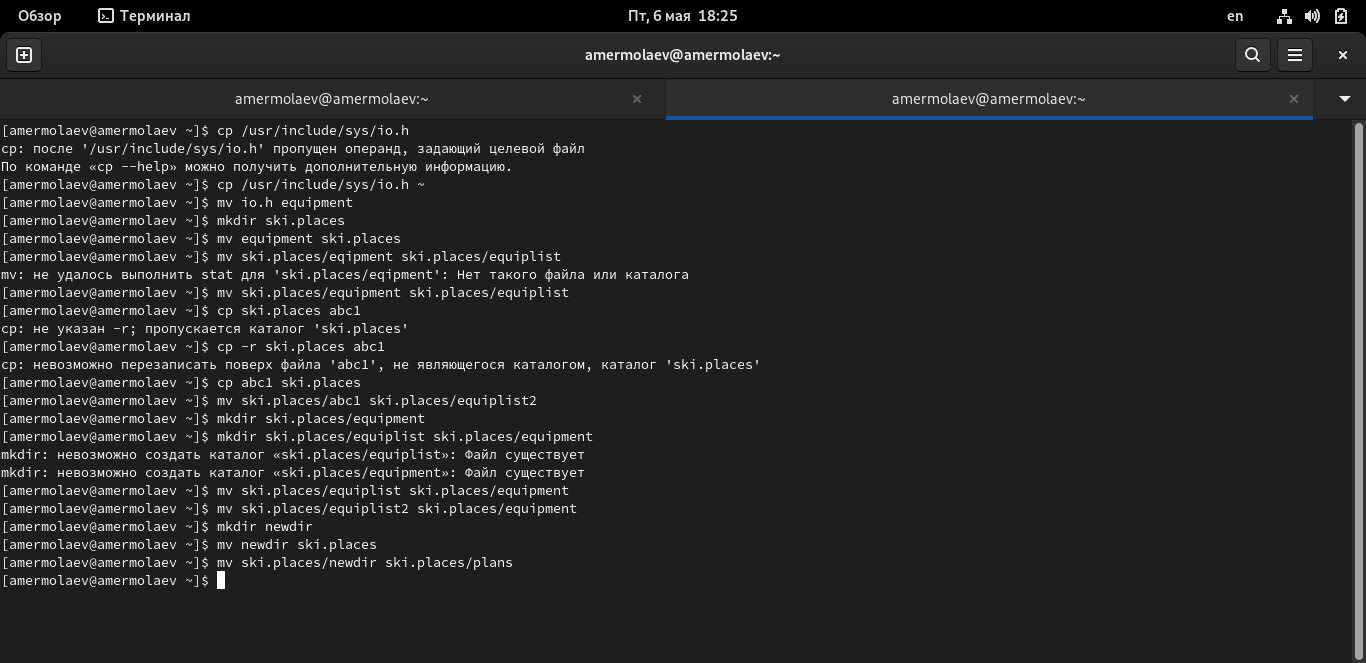 Обзор Терминал Пт, 6 мая 18:25 en
amermolaev@amermolaev:~
amermolaev@amermolaev:~ amermolaev@amermolaev:~
[amermolaev@amermolaev ~]$ cp /usr/include/sys/io.h
cp: после '/usr/include/sys/io.h' пропущен операнд, задающий целевой файл
По команде «cp --help» можно получить дополнительную информацию.
[amermolaev@amermolaev ~]$ cp /usr/include/sys/io.h ~
[amermolaev@amermolaev ~]$ mv io.h equipment
[amermolaev@amermolaev ~]$ mkdir ski.places
[amermolaev@amermolaev ~]$ mv equipment ski.places
[amermolaev@amermolaev ~]$ mv ski.places/eqipment ski.places/equiplist
mv: не удалось выполнить stat для 'ski.places/eqipment': Нет такого файла или каталога
[amermolaev@amermolaev ~]$ mv ski.places/equipment ski.places/equiplist
[amermolaev@amermolaev ~]$ cp ski.places abc1
cp: не указан -r; пропускается каталог 'ski.places'
[amermolaev@amermolaev ~]$ cp -r ski.places abc1
cp: невозможно перезаписать поверх файла 'abc1', не являющегося каталогом, каталог 'ski.places'
[amermolaev@amermolaev ~]$ cp abc1 ski.places
[amermolaev@amermolaev ~]$ mv ski.places/abc1 ski.places/equiplist2
[amermolaev@amermolaev ~]$ mkdir ski.places/equipment
[amermolaev@amermolaev ~]$ mkdir ski.places/equiplist ski.places/equipment
mkdir: невозможно создать каталог «ski.places/equiplist»: Файл существует
mkdir: невозможно создать каталог «ski.places/equipment»: Файл существует
[amermolaev@amermolaev ~]$ mv ski.places/equiplist ski.places/equipment
[amermolaev@amermolaev ~]$ mv ski.places/equiplist2 ski.places/equipment
[amermolaev@amermolaev ~]$ mkdir newdir
[amermolaev@amermolaev ~]$ mv newdir ski.places
[amermolaev@amermolaev ~]$ mv ski.places/newdir ski.places/plans
[amermolaev@amermolaev ~]$